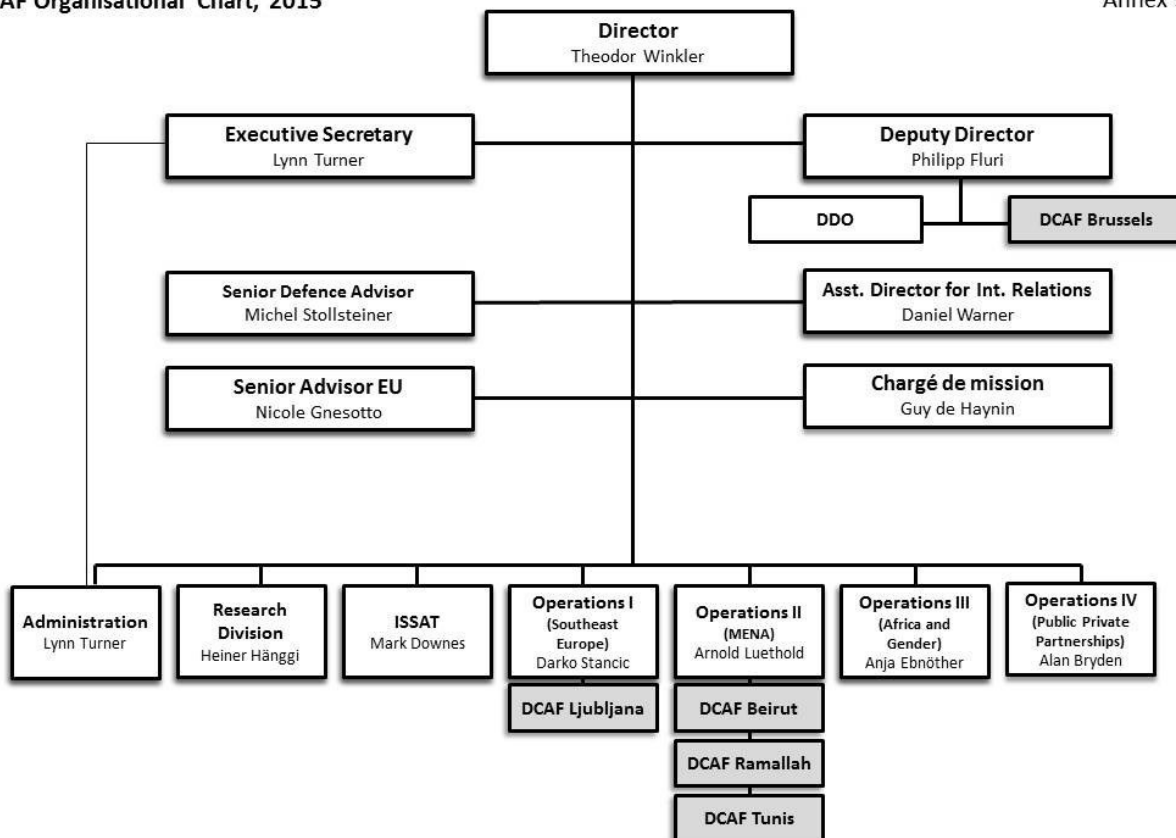 AF Organisational Chart, 2015
Annex
Director
Theodor Winkler
Executive Secretary
Lynn Turner
Deputy Director
Philipp Fluri
DDO
DCAF Brussels
Senior Defence Advisor
Michel Stollsteiner
Asst. Director for Int. Relations
Daniel Warner
Senior Advisor EU
Nicole Gnesotto
Chargé de mission
Guy de Haynin
Administration
Lynn Turner
Research
Division
Heiner Hänggi
ISSAT
Mark Downes
Operations I
(Southeast
Europe)
Darko Stancic
Operations II
(MENA)
Arnold Luethold
Operations III
(Africa and
Gender)
Anja Ebnöther
Operations IV
(Public Private
Partnerships)
Alan Bryden
DCAF Ljubljana
DCAF Beirut
DCAF Ramallah
DCAF Tunis